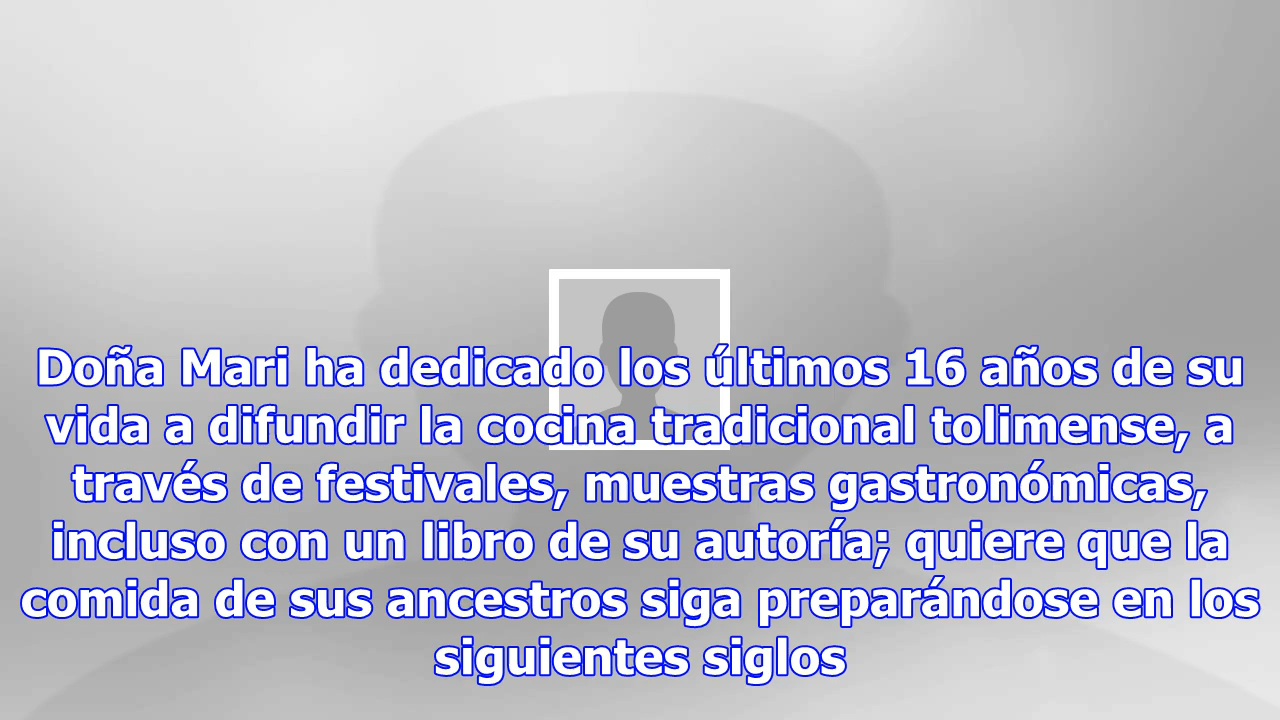 Doña Mari ha dedicado los últimos 16 años de su
vida a difundir la cocina tradicional tolimense, a
través de festivales, muestras gastronómicas,
incluso con un libro de su autoría; quiere que la
comida de sus ancestros siga preparándose en los
siguientes siglos